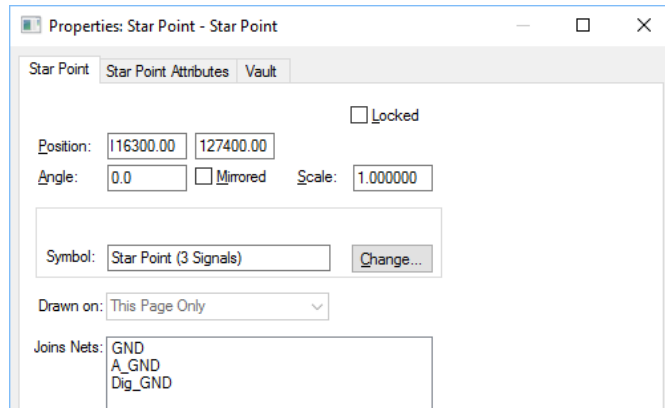 Properties: Star Point - Star Point
Star Point Star Point Attributes Vault
Locked
Position: 116300.00 127400.00
Angle: 0.0 Mirrored Scale: 1.000000
Symbol: Star Point (3 Signals) Change...
Drawn on: This Page Only
Joins Nets: GND
A_GND
Dig_GND